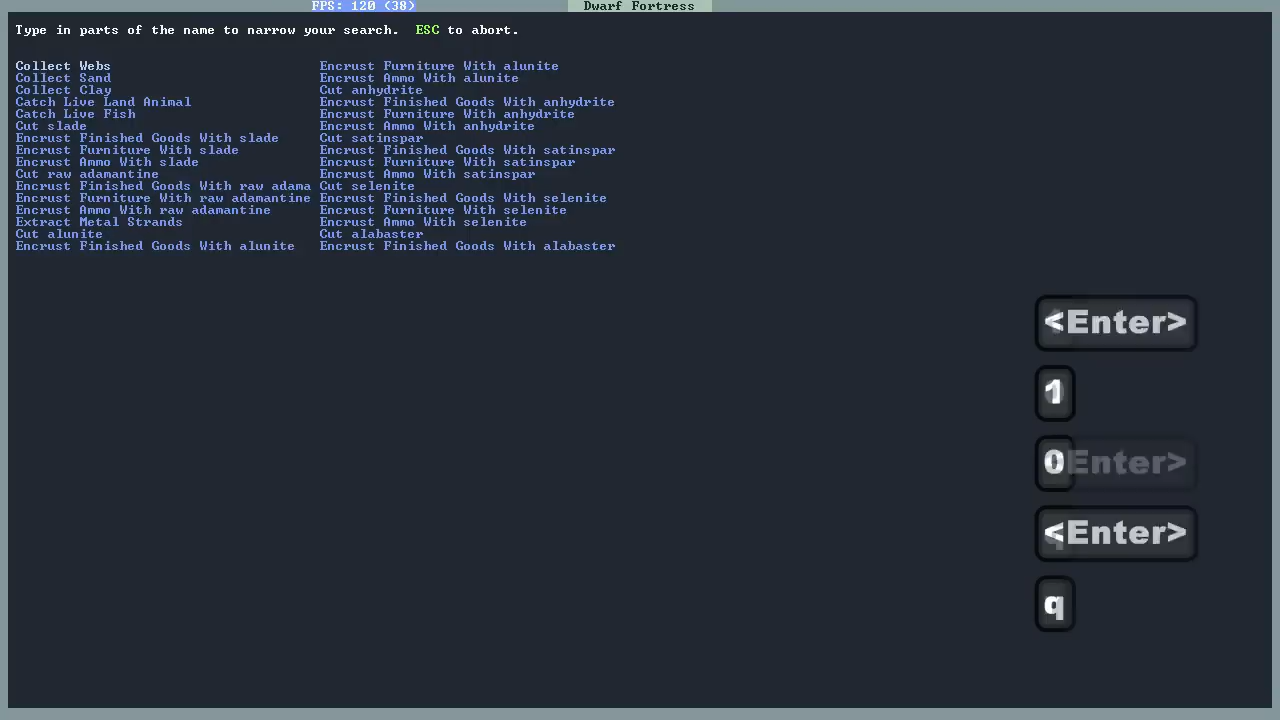 FPS: 120 (38)
Dwarf Fortress
Type in parts of the name to narrow your search.  ESC to abort.
Collect Webs
Collect Sand
Collect Clay
Catch Live Land Animal
Catch Live Fish
Cut slade
Encrust Finished Goods With slade
Encrust Furniture With slade
Encrust Ammo With slade
Cut raw adamantine
Encrust Finished Goods With raw adama
Encrust Furniture With raw adamantine
Encrust Ammo With raw adamantine
Extract Metal Strands
Cut alunite
Encrust Finished Goods With alunite
Encrust Furniture With alunite
Encrust Ammo With alunite
Cut anhydrite
Encrust Finished Goods With anhydrite
Encrust Furniture With anhydrite
Encrust Ammo With anhydrite
Cut satinspar
Encrust Finished Goods With satinspar
Encrust Furniture With satinspar
Encrust Ammo With satinspar
Cut selenite
Encrust Finished Goods With selenite
Encrust Furniture With selenite
Encrust Ammo With selenite
Cut alabaster
Encrust Finished Goods With alabaster
<Enter>
1
0 Enter>
<Enter>
q